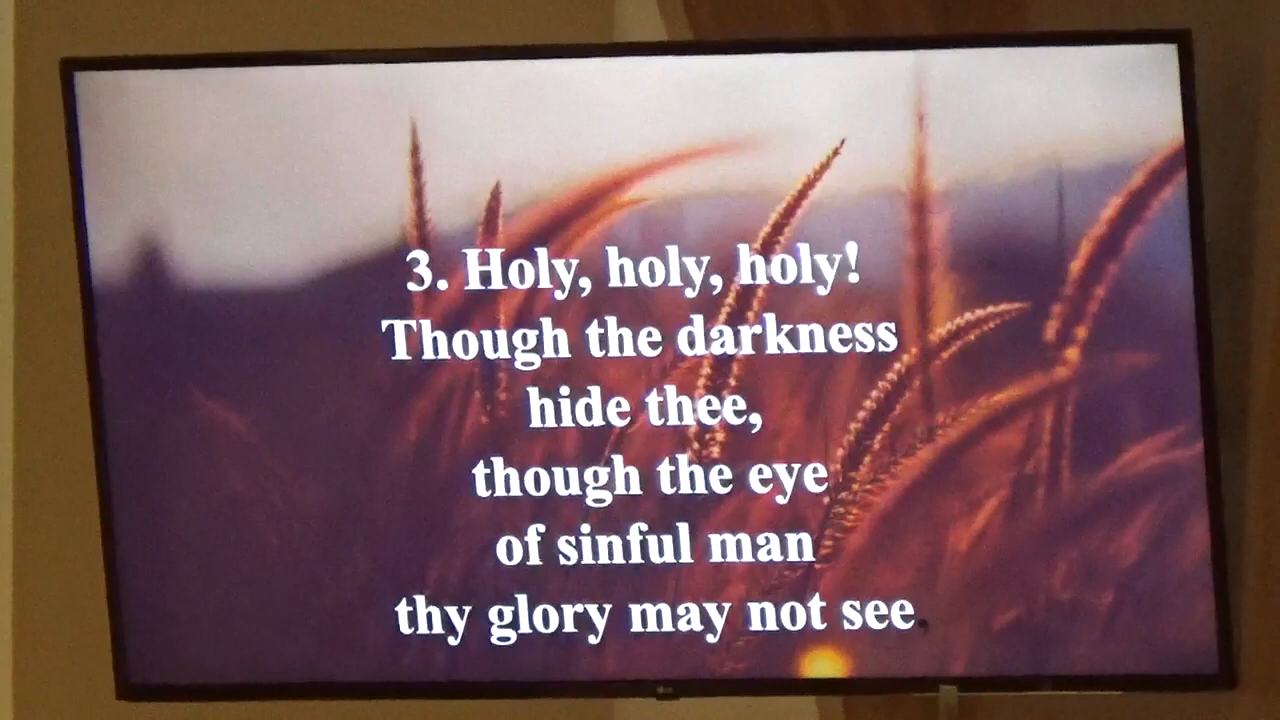 3. Holy, holy, holy!
Though the darkness
hide thee,
though the eye
of sinful man
thy glory may not see,